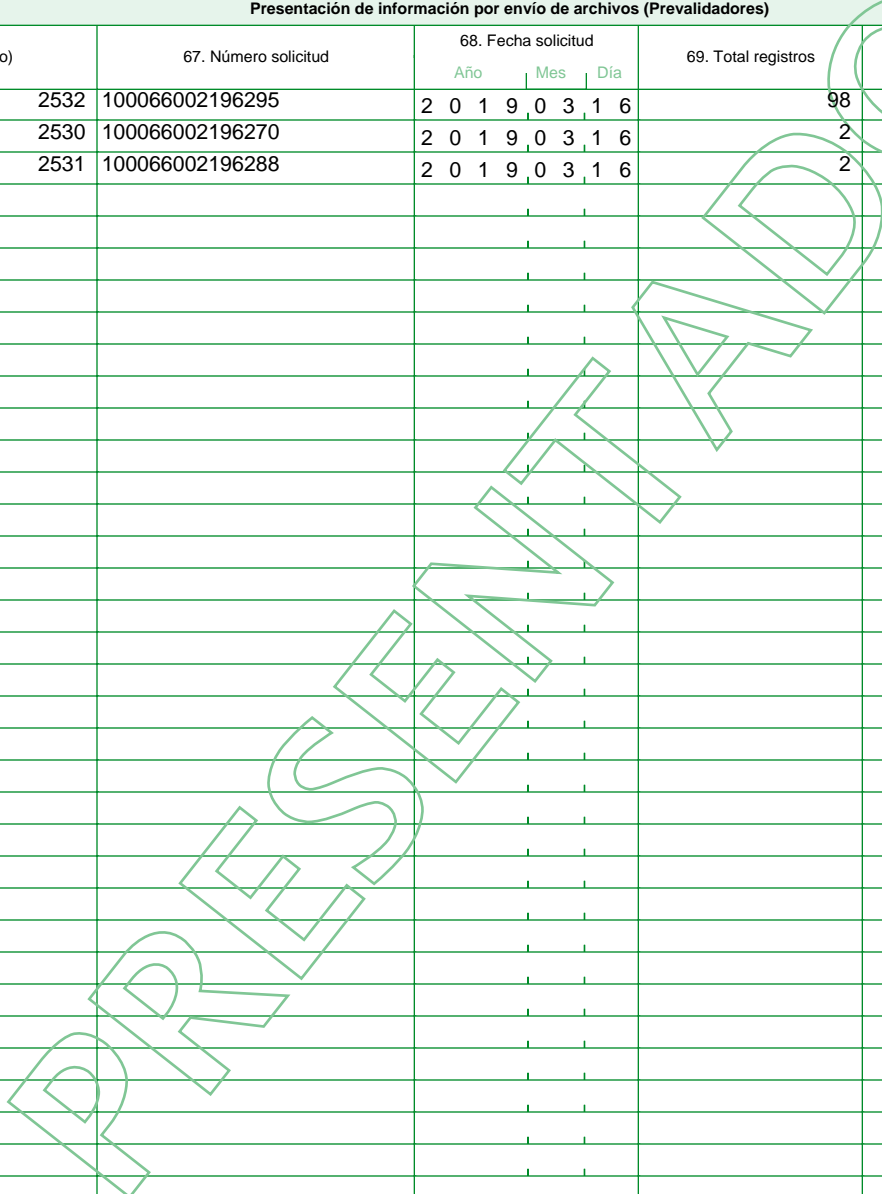 Presentación de información por envío de archivos (Prevalidadores)
o) 67. Número solicitud 68. Fecha solicitud 69. Total registros
Año Mes Día
2532 100066002196295 2 0 1 9 0 3 1 6 98
2530 100066002196270 2 0 1 9 0 3 1 6 2
2531 100066002196288 2 0 1 9 0 3 1 6 2
PRESENTADO